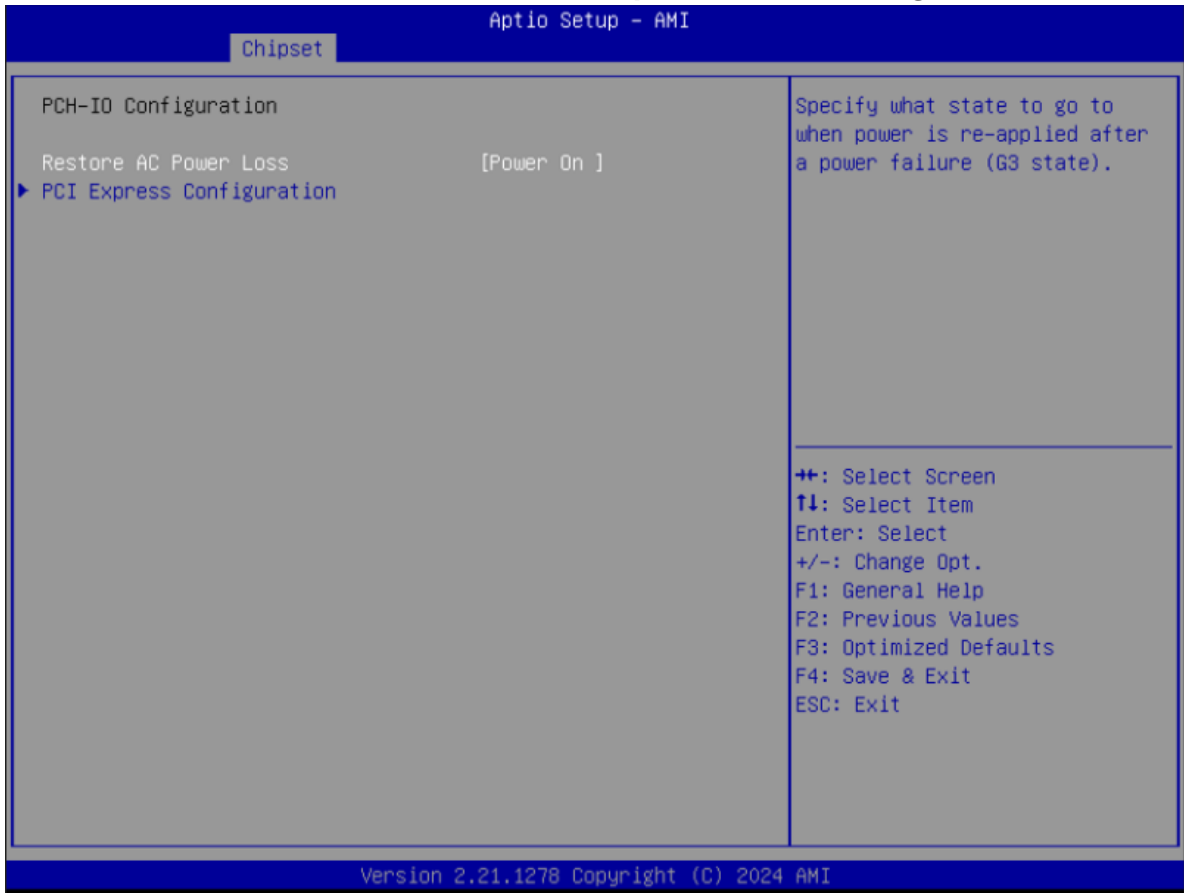 Aptio Setup – AMI
Chipset
PCH-IO Configuration
Restore AC Power Loss [Power On ]
▶ PCI Express Configuration
Specify what state to go to
when power is re-applied after
a power failure (G3 state).
→←: Select Screen
↑↓: Select Item
Enter: Select
+/-: Change Opt.
F1: General Help
F2: Previous Values
F3: Optimized Defaults
F4: Save & Exit
ESC: Exit
Version 2.21.1278 Copyright (C) 2024 AMI